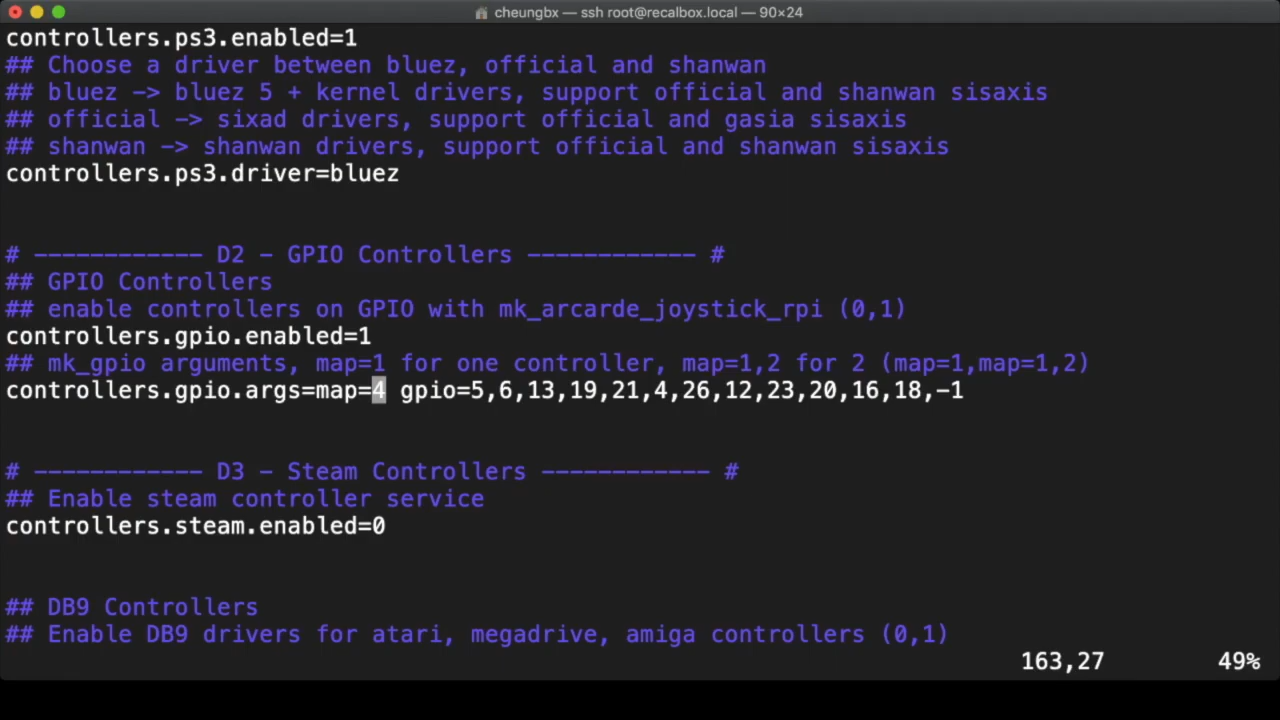 cheungbx — ssh root@recalbox.local — 90×24
controllers.ps3.enabled=1
## Choose a driver between bluez, official and shanwan
## bluez -> bluez 5 + kernel drivers, support official and shanwan sisaxis
## official -> sixad drivers, support official and gasia sisaxis
## shanwan -> shanwan drivers, support official and shanwan sisaxis
controllers.ps3.driver=bluez
# ------------ D2 - GPIO Controllers ------------ #
## GPIO Controllers
## enable controllers on GPIO with mk_arcarde_joystick_rpi (0,1)
controllers.gpio.enabled=1
## mk_gpio arguments, map=1 for one controller, map=1,2 for 2 (map=1,map=1,2)
controllers.gpio.args=map=4 gpio=5,6,13,19,21,4,26,12,23,20,16,18,-1
# ------------ D3 - Steam Controllers ------------ #
## Enable steam controller service
controllers.steam.enabled=0
## DB9 Controllers
## Enable DB9 drivers for atari, megadrive, amiga controllers (0,1)
163,27 49%